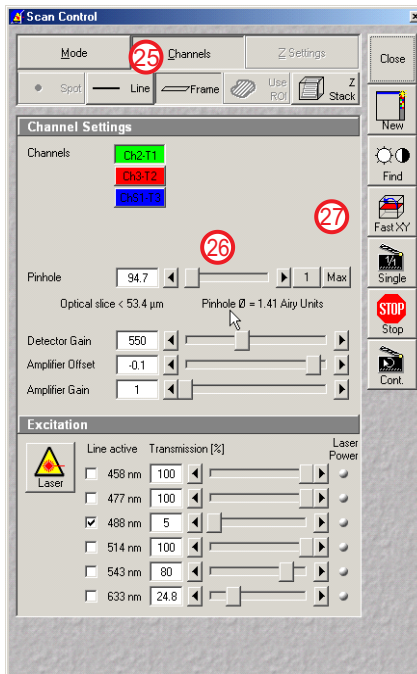 Scan Control
Mode
25
Channels
Z Settings
Close
Spot
Line
Frame
Use
ROI
Z
Stack
New
Channel Settings
Channels
Ch2-T1
Ch3-T2
Find
27
Fast XY
26
Pinhole 94.7 1 Max
1/1
Single
Optical slice < 53.4 µm Pinhole Ø = 1.41 Airy Units
STOP
Stop
Detector Gain 550
Amplifier Offset -0.1
Amplifier Gain 1
Cont.
Excitation
Laser
Line active Transmission [%] Laser
Power
458 nm 100
477 nm 100
488 nm 5
514 nm 100
543 nm 80
633 nm 24.8